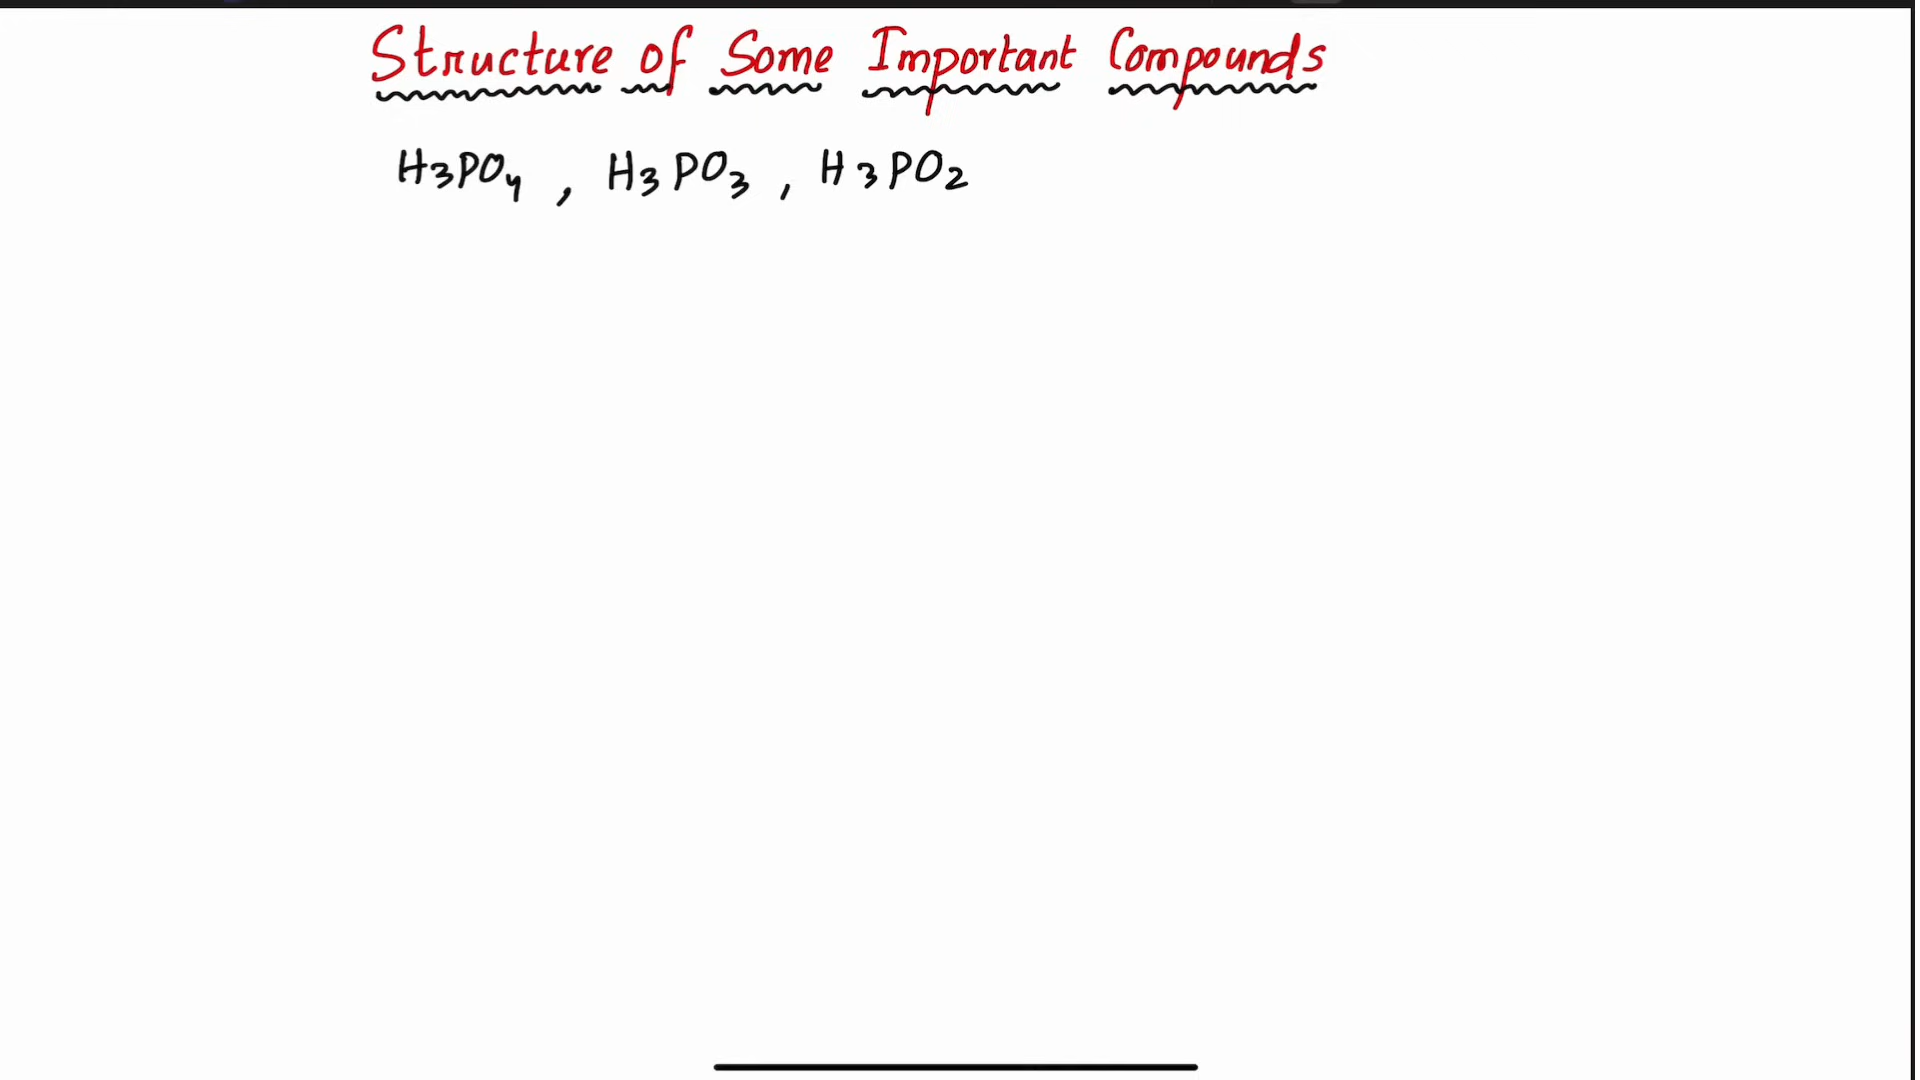 Structure of Some Important Compounds
H3PO4 , H3PO3 , H3PO2